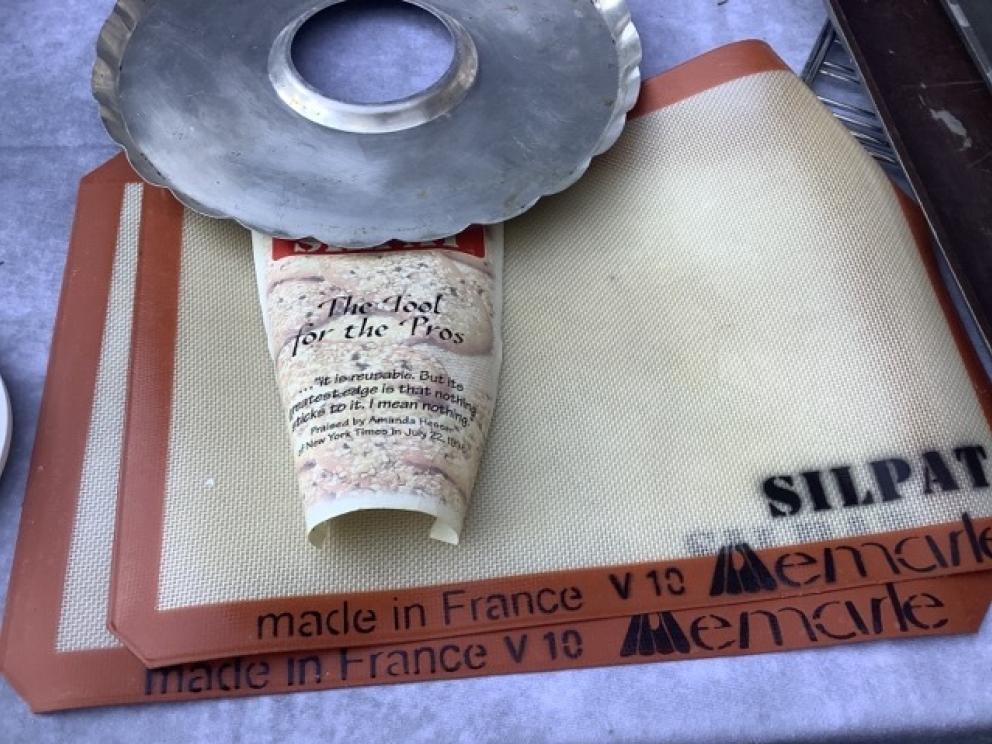 SILPAT
The Tool
for the Pros
..."It is reusable. But its
greatest edge is that nothing
sticks to it. I mean nothing."
Praised by Amanda Hesser
of New York Times in July 22,
SILPAT
made in France V 10 Demarle
made in France V 10 Demarle